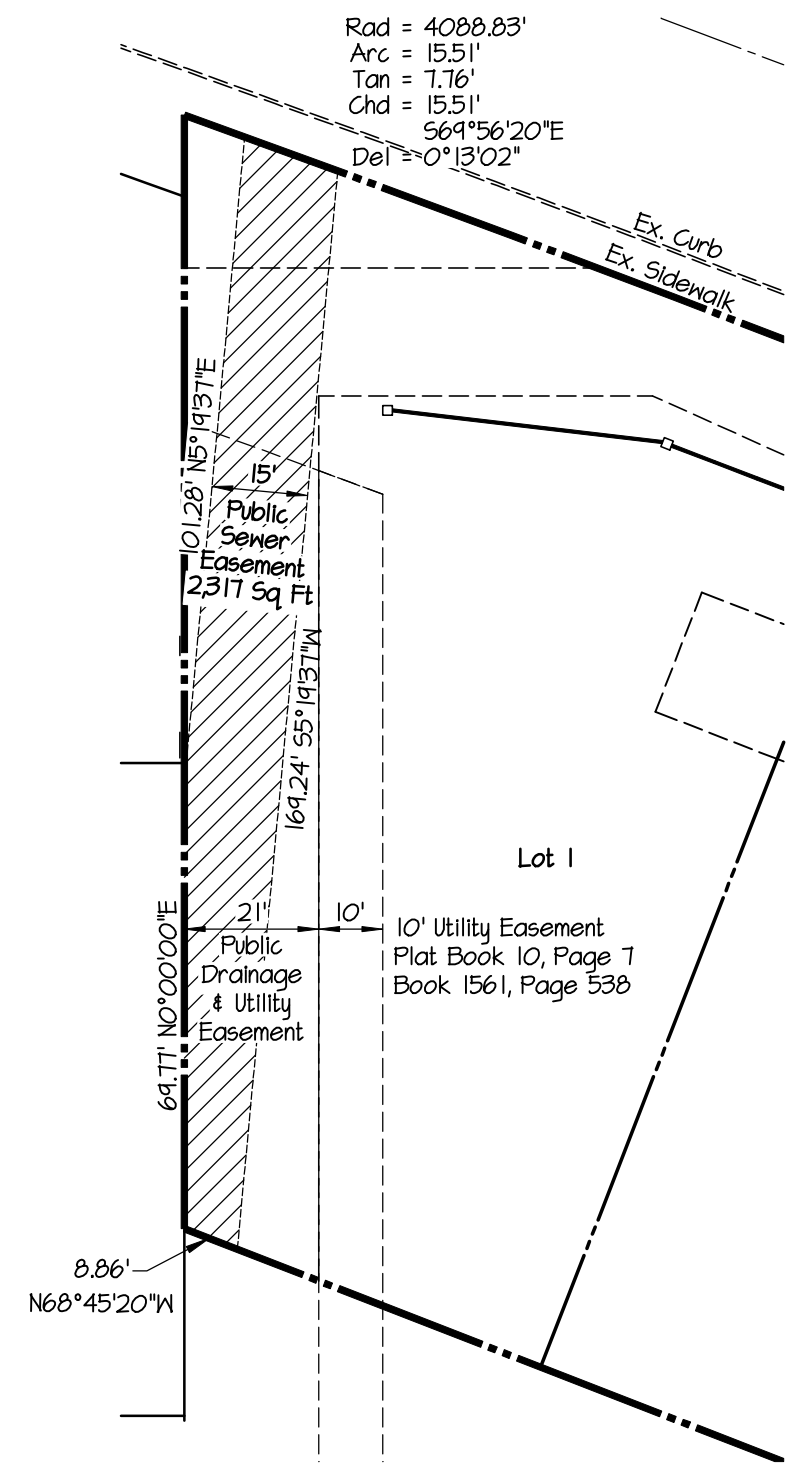 Rad = 4088.83'
Arc = 15.51'
Tan = 7.76'
Chd = 15.51'
S69°56'20"E
Del = 0°13'02"
Ex. Curb
Ex. Sidewalk
101.28' N5°19'37"E
15'
Public
Sewer
Easement
2,317 Sq Ft
169.24' S5°19'37"W
Lot 1
21'
10'
Public
Drainage
& Utility
Easement
10' Utility Easement
Plat Book 10, Page 7
Book 1561, Page 538
69.77' N0°00'00"E
8.86'
N68°45'20"W